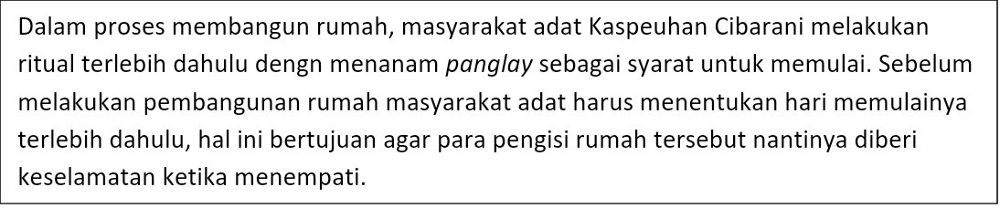 Dalam proses membangun rumah, masyarakat adat Kaspeuhan Cibarani melakukan
ritual terlebih dahulu dengn menanam panglay sebagai syarat untuk memulai. Sebelum
melakukan pembangunan rumah masyarakat adat harus menentukan hari memulainya
terlebih dahulu, hal ini bertujuan agar para pengisi rumah tersebut nantinya diberi
keselamatan ketika menempati.